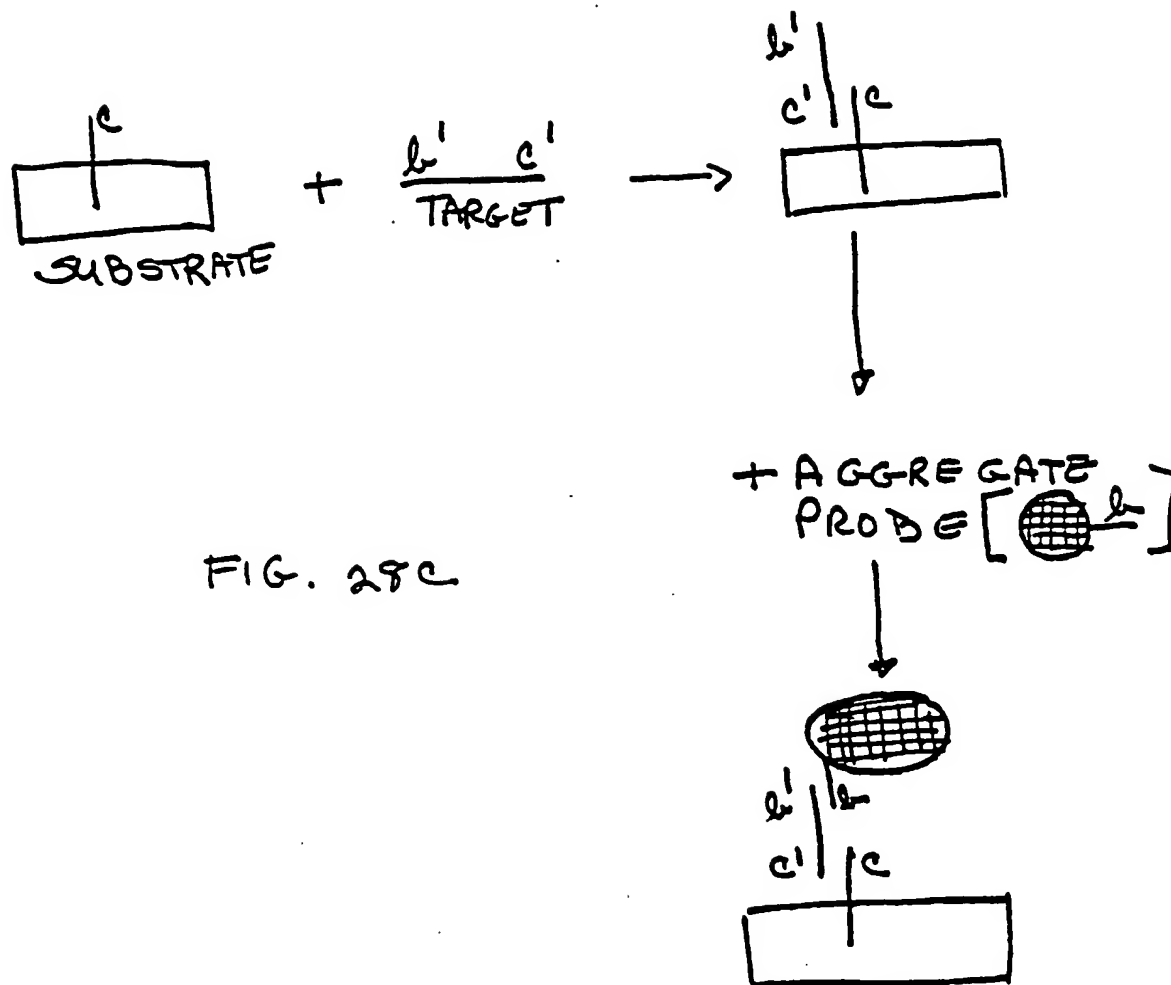 c
SUBSTRATE
+
b' c'
TARGET
b'
c' c
+ AGGREGATE
PROBE [ b ]
FIG. 28C
b' b
c' c